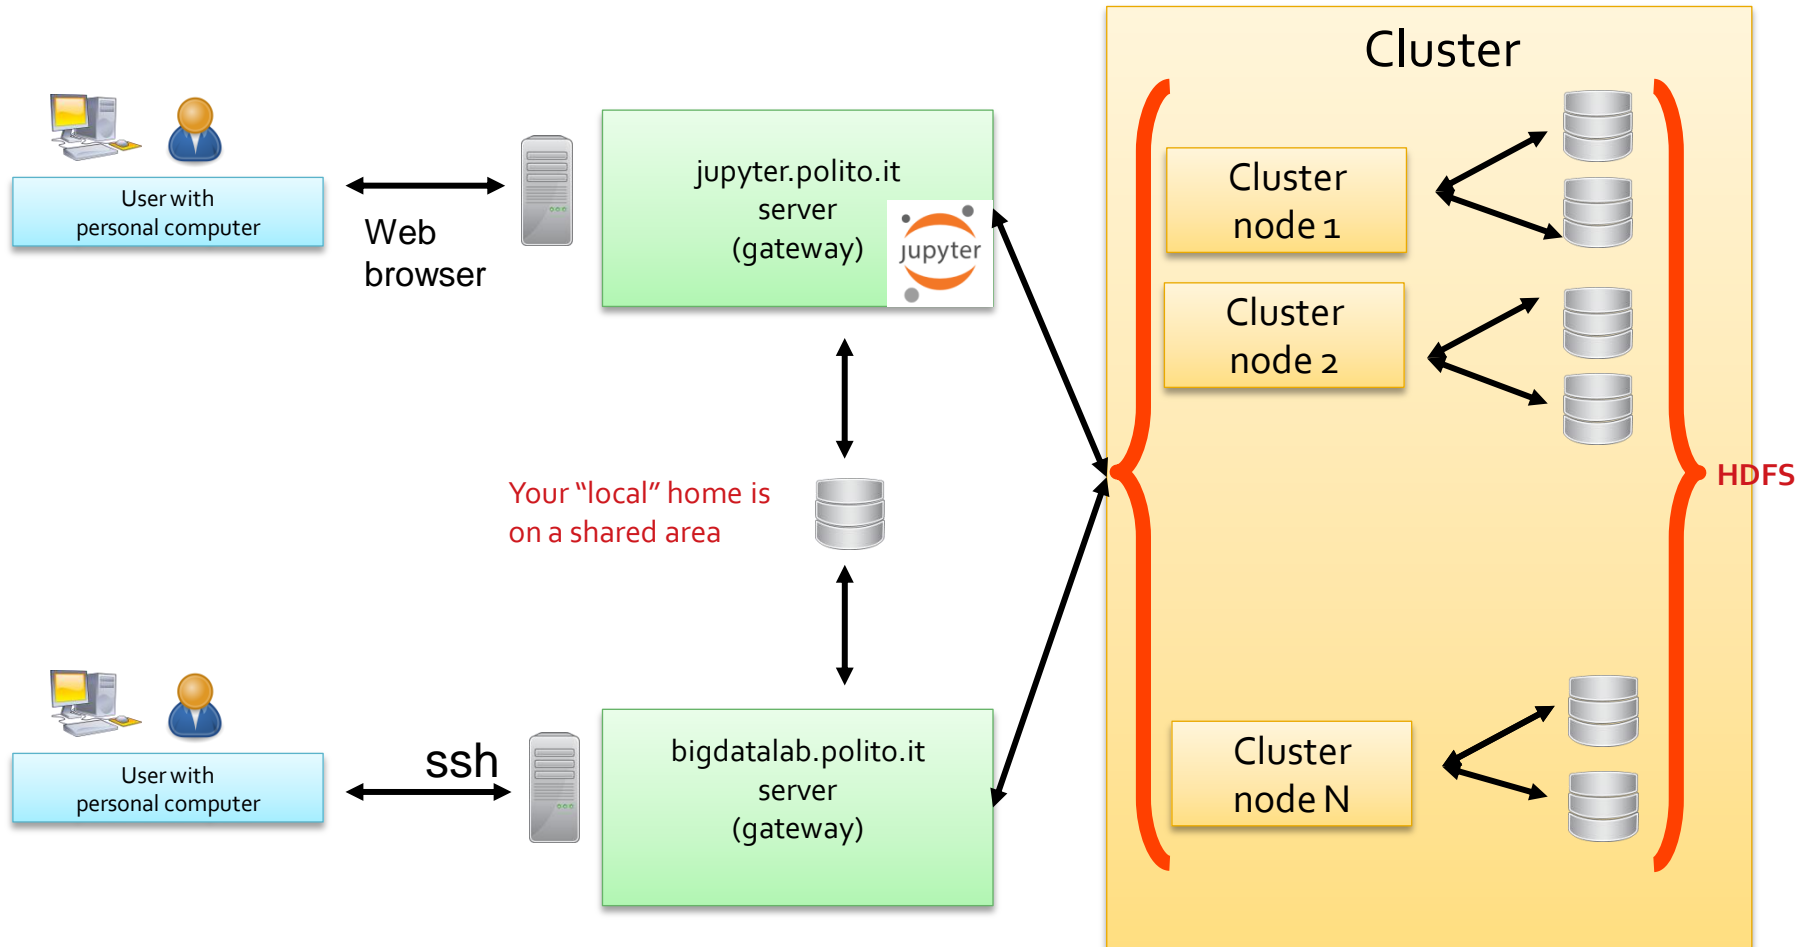 Cluster
User with
personal computer
Web
browser
jupyter.polito.it
server
(gateway)
jupyter
Cluster
node 1
Cluster
node 2
Your “local” home is
on a shared area
HDFS
User with
personal computer
ssh
bigdatalab.polito.it
server
(gateway)
Cluster
node N